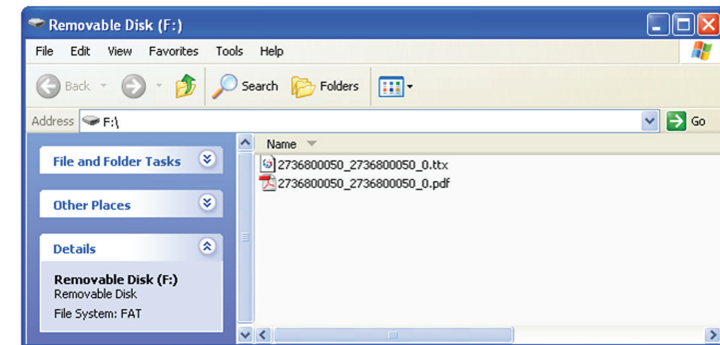 Removable Disk (F:)
File Edit View Favorites Tools Help
Back Search Folders
Address F:\ Go
File and Folder Tasks
Other Places
Details
Removable Disk (F:)
Removable Disk
File System: FAT
Name
2736800050_2736800050_0.ttx
2736800050_2736800050_0.pdf